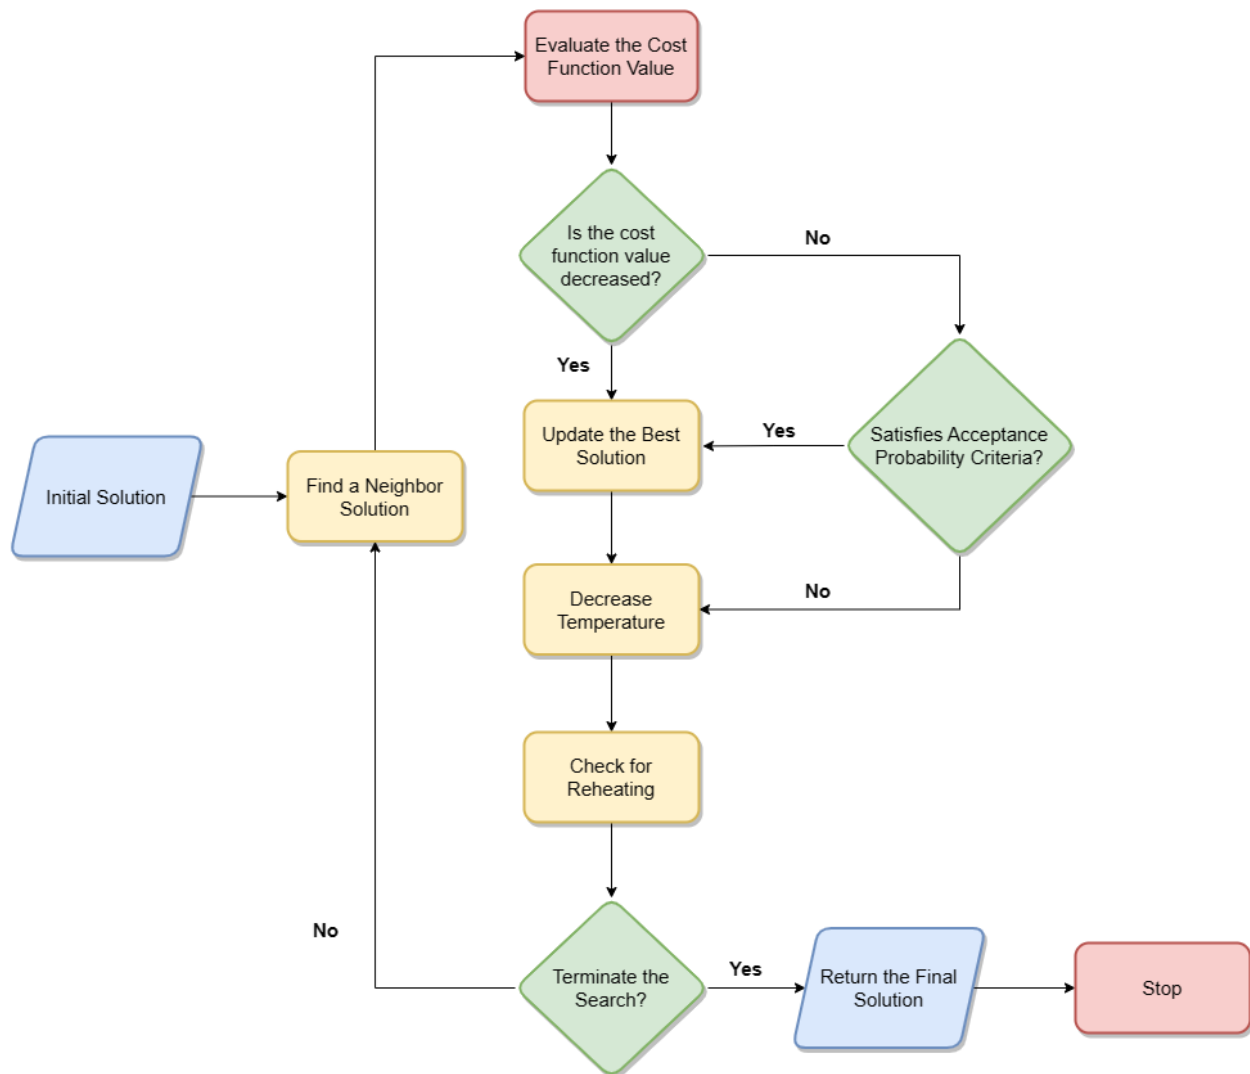 Evaluate the Cost
Function Value
Is the cost
function value
decreased?
No
Yes
Satisfies Acceptance
Probability Criteria?
Yes
Update the Best
Solution
Initial Solution
Find a Neighbor
Solution
No
Decrease
Temperature
Check for
Reheating
No
Terminate the
Search?
Yes
Return the Final
Solution
Stop